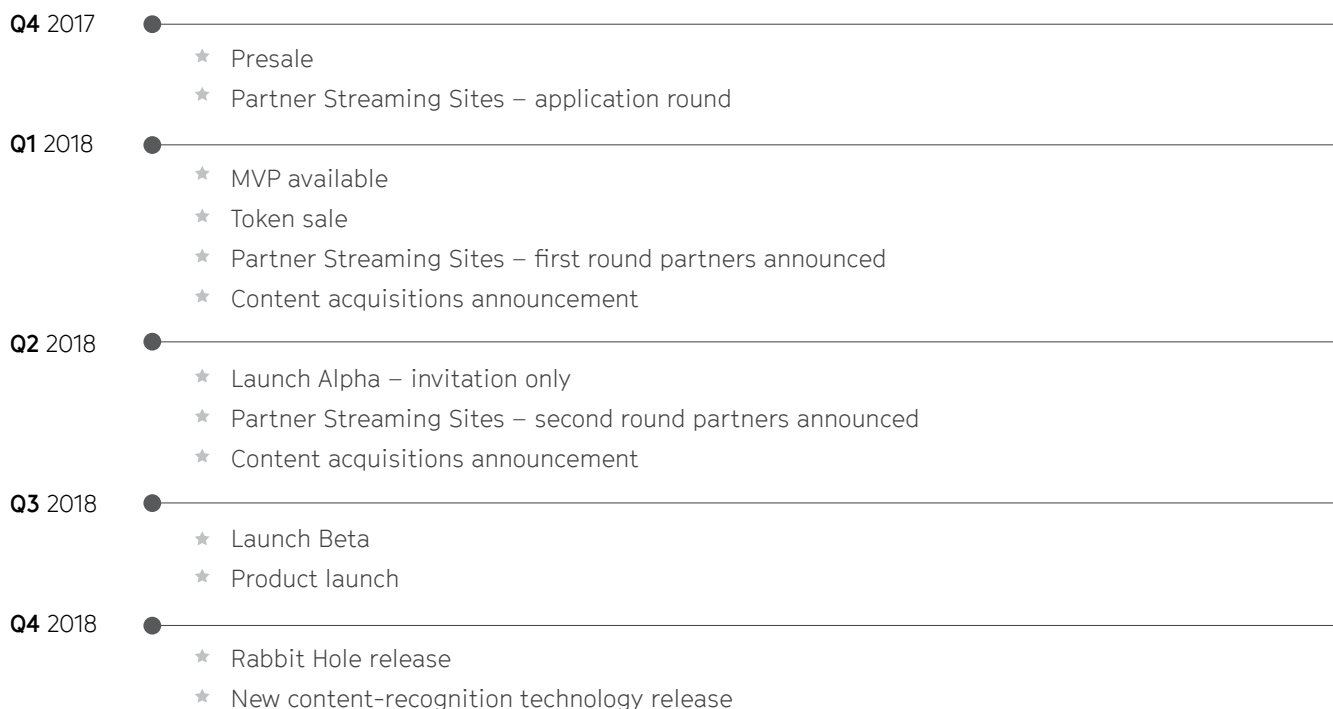 Q4 2017
Presale
Partner Streaming Sites – application round
Q1 2018
MVP available
Token sale
Partner Streaming Sites – first round partners announced
Content acquisitions announcement
Q2 2018
Launch Alpha – invitation only
Partner Streaming Sites – second round partners announced
Content acquisitions announcement
Q3 2018
Launch Beta
Product launch
Q4 2018
Rabbit Hole release
New content-recognition technology release